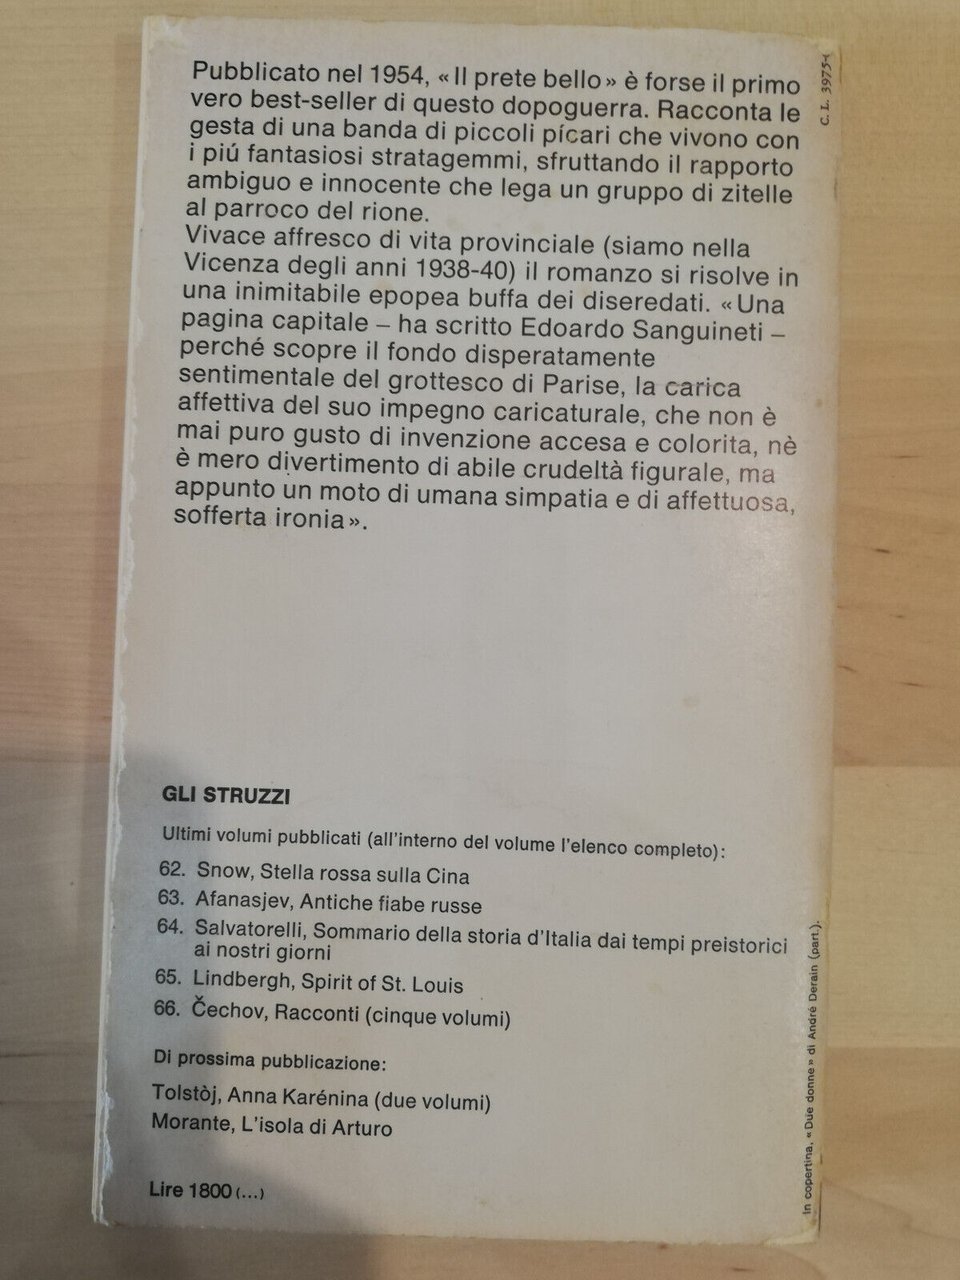 Pubblicato nel 1954, «Il prete bello» è forse il primo
vero best-seller di questo dopoguerra. Racconta le
gesta di una banda di piccoli pícari che vivono con
i piú fantasiosi stratagemmi, sfruttando il rapporto
ambiguo e innocente che lega un gruppo di zitelle
al parroco del rione.
Vivace affresco di vita provinciale (siamo nella
Vicenza degli anni 1938-40) il romanzo si risolve in
una inimitabile epopea buffa dei diseredati. «Una
pagina capitale – ha scritto Edoardo Sanguineti –
perché scopre il fondo disperatamente
sentimentale del grottesco di Parise, la carica
affettiva del suo impegno caricaturale, che non è
mai puro gusto di invenzione accesa e colorita, nè
è mero divertimento di abile crudeltà figurale, ma
appunto un moto di umana simpatia e di affettuosa,
sofferta ironia».
C. L. 3975-(
GLI STRUZZI
Ultimi volumi pubblicati (all'interno del volume l'elenco completo):
62. Snow, Stella rossa sulla Cina
63. Afanasjev, Antiche fiabe russe
64. Salvatorelli, Sommario della storia d'Italia dai tempi preistorici
ai nostri giorni
65. Lindbergh, Spirit of St. Louis
66. Čechov, Racconti (cinque volumi)
Di prossima pubblicazione:
Tolstòj, Anna Karénina (due volumi)
Morante, L'isola di Arturo
Lire 1800 (...)
In copertina, «Due donne» di André Derain (part.).